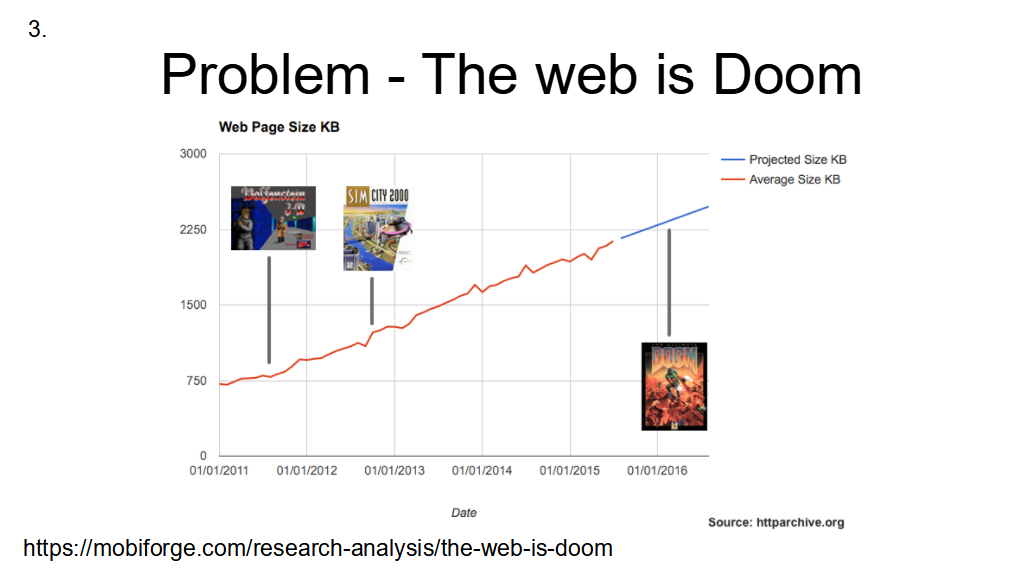 3.
Problem - The web is Doom
Web Page Size KB
3000
2250
1500
750
0
Projected Size KB
Average Size KB
Wolfenstein
3-D
SIM CITY 2000
DOOM
01/01/2011 01/01/2012 01/01/2013 01/01/2014 01/01/2015 01/01/2016
Date
Source: httparchive.org
https://mobiforge.com/research-analysis/the-web-is-doom